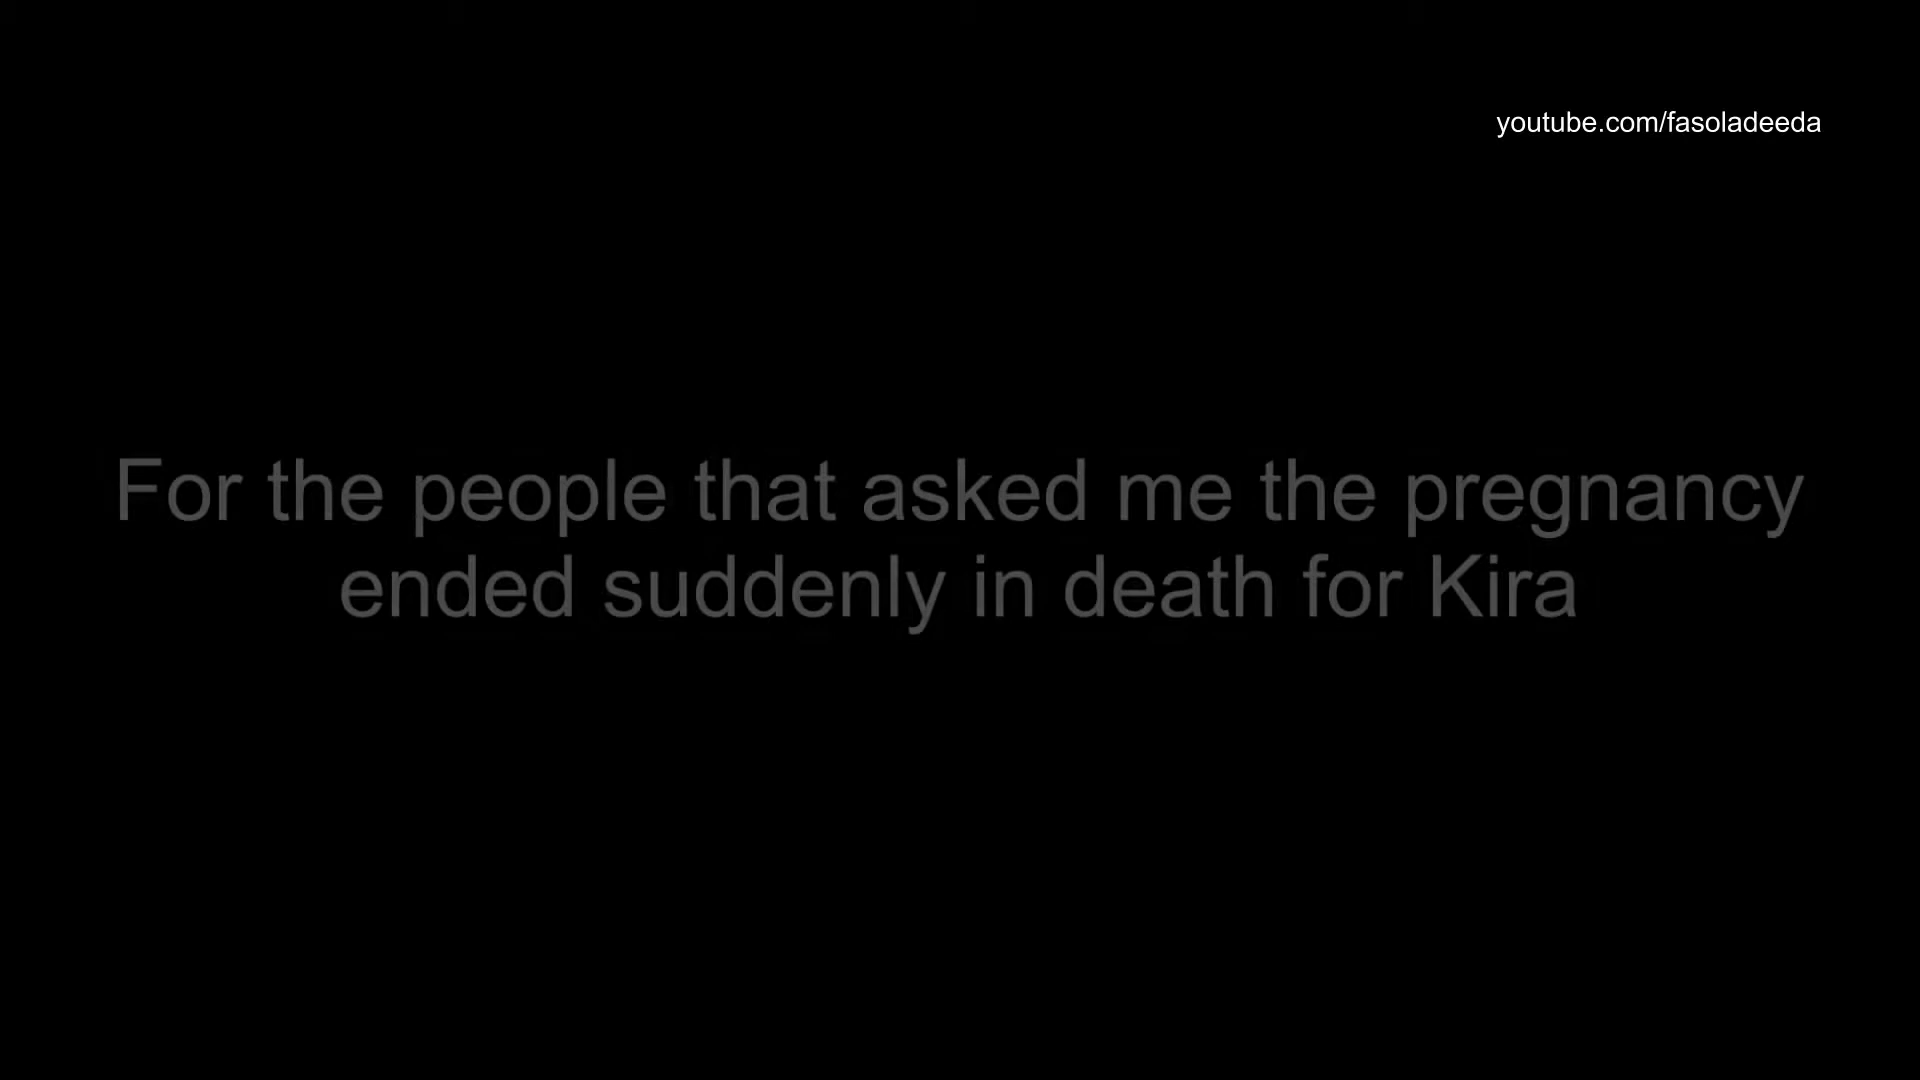 youtube.com/fasoladeeda
For the people that asked me the pregnancy
ended suddenly in death for Kira